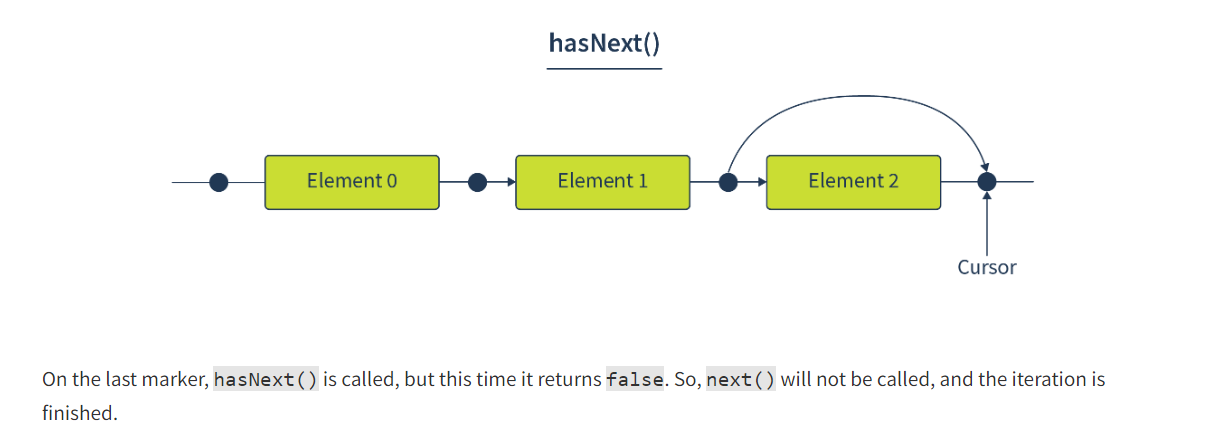 hasNext()
Element 0
Element 1
Element 2
Cursor
On the last marker, hasNext() is called, but this time it returns false. So, next() will not be called, and the iteration is
finished.